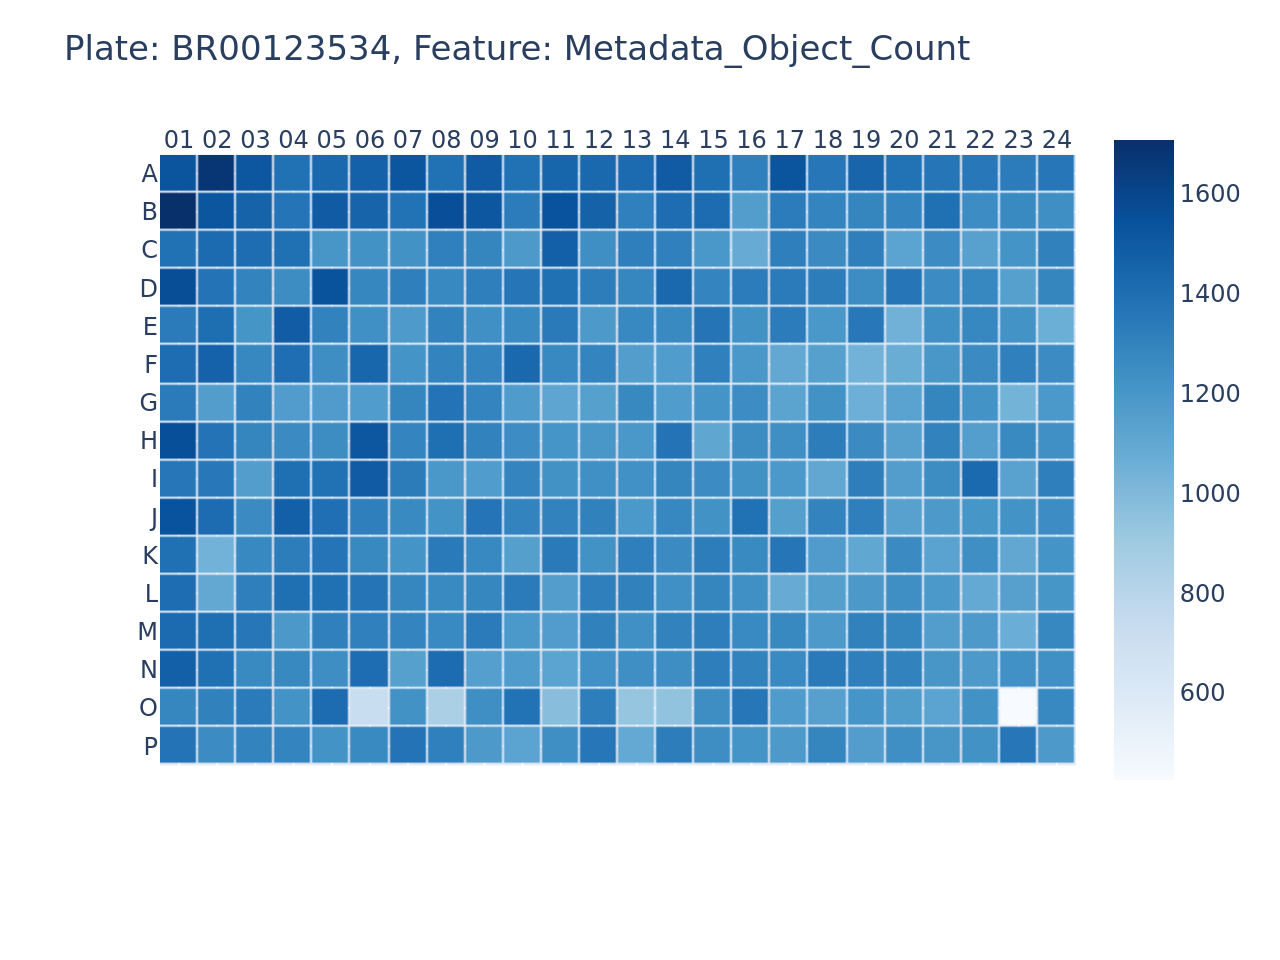 Plate: BR00123534, Feature: Metadata_Object_Count
01 02 03 04 05 06 07 08 09 10 11 12 13 14 15 16 17 18 19 20 21 22 23 24
A
B
C
D
E
F
G
H
I
J
K
L
M
N
O
P
1600
1400
1200
1000
800
600